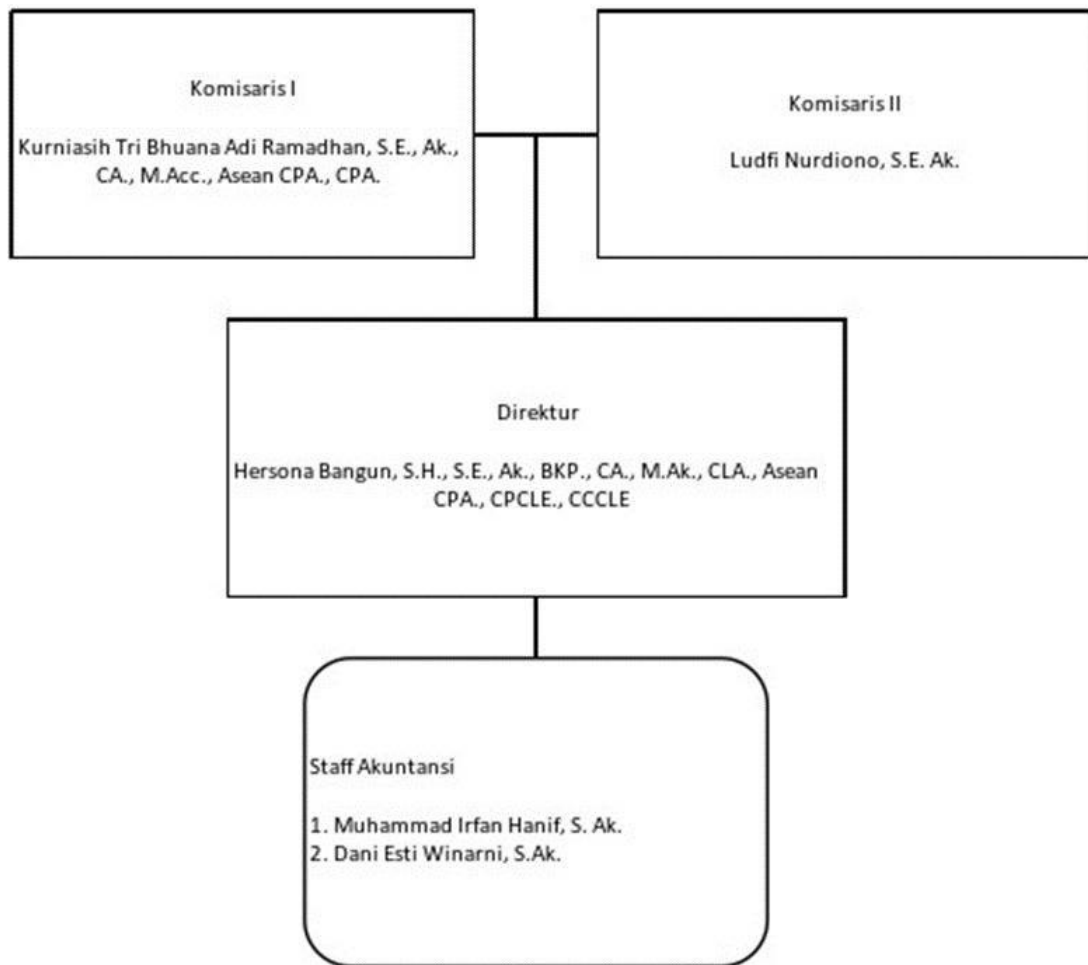 Komisaris I
Kurniasih Tri Bhuana Adi Ramadhan, S.E., Ak.,
CA., M.Acc., Asean CPA., CPA.
Komisaris II
Ludfi Nurdiono, S.E. Ak.
Direktur
Hersona Bangun, S.H., S.E., Ak., BKP., CA., M.Ak., CLA., Asean
CPA., CPCLE., CCCLE
Staff Akuntansi
1. Muhammad Irfan Hanif, S. Ak.
2. Dani Esti Winarni, S.Ak.